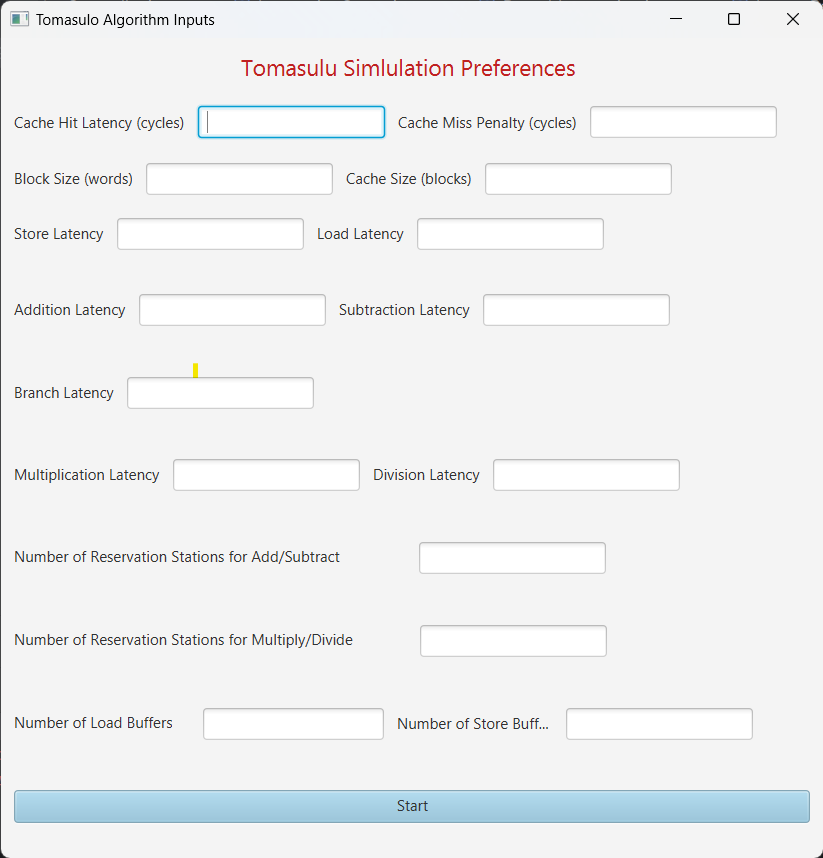 Tomasulo Algorithm Inputs
Tomasulu Simlulation Preferences
Cache Hit Latency (cycles) Cache Miss Penalty (cycles)
Block Size (words) Cache Size (blocks)
Store Latency Load Latency
Addition Latency Subtraction Latency
Branch Latency
Multiplication Latency Division Latency
Number of Reservation Stations for Add/Subtract
Number of Reservation Stations for Multiply/Divide
Number of Load Buffers Number of Store Buff...
Start